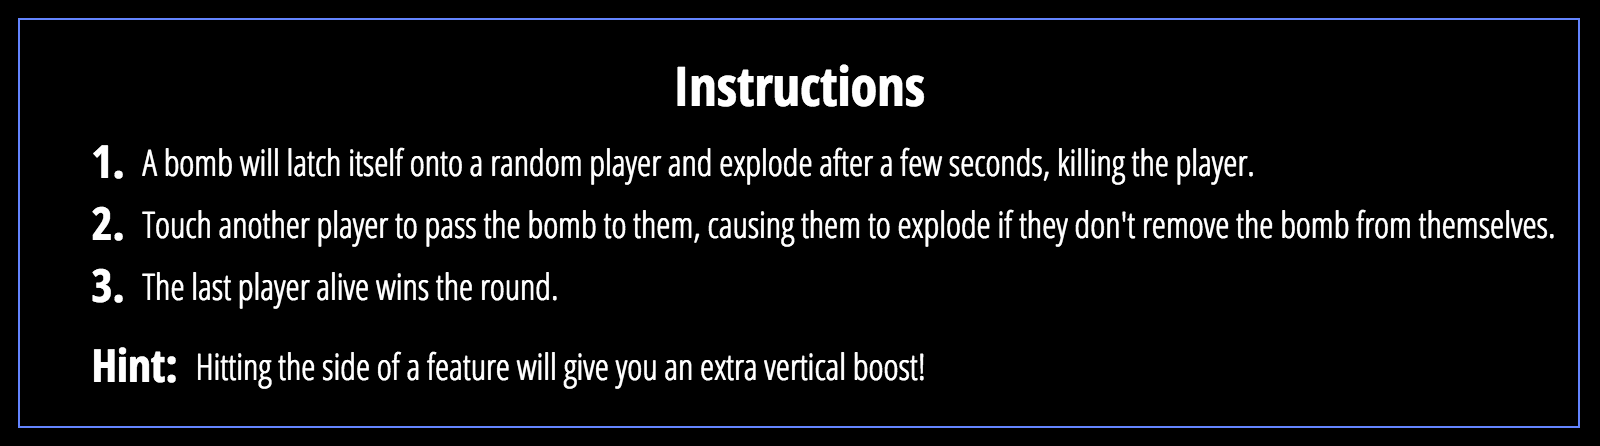 Instructions
1. A bomb will latch itself onto a random player and explode after a few seconds, killing the player.
2. Touch another player to pass the bomb to them, causing them to explode if they don't remove the bomb from themselves.
3. The last player alive wins the round.
Hint: Hitting the side of a feature will give you an extra vertical boost!